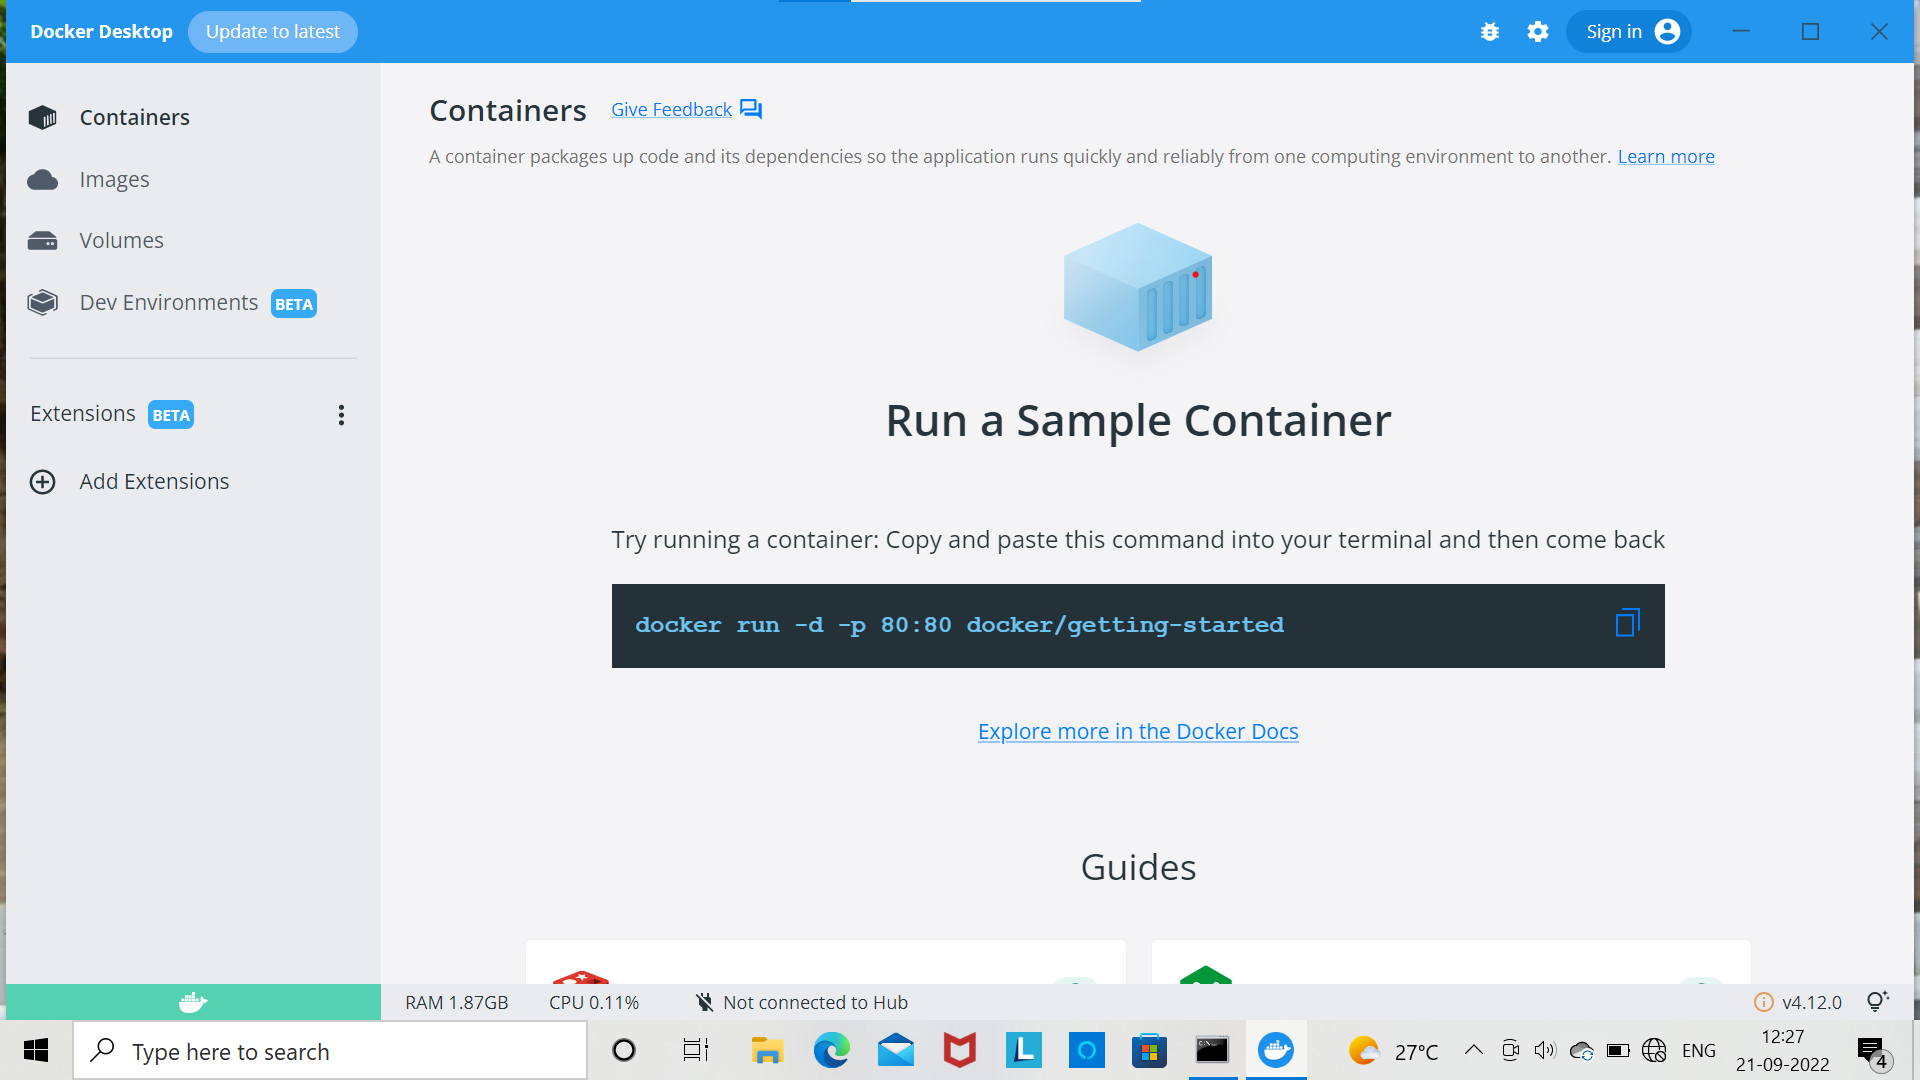 Docker Desktop Update to latest Sign in
Containers
Images
Volumes
Dev Environments BETA
Extensions BETA
Add Extensions
Containers Give Feedback
A container packages up code and its dependencies so the application runs quickly and reliably from one computing environment to another. Learn more
Run a Sample Container
Try running a container: Copy and paste this command into your terminal and then come back
docker run -d -p 80:80 docker/getting-started
Explore more in the Docker Docs
Guides
RAM 1.87GB CPU 0.11% Not connected to Hub v4.12.0
Type here to search
L
27°C
ENG
12:27
21-09-2022
4